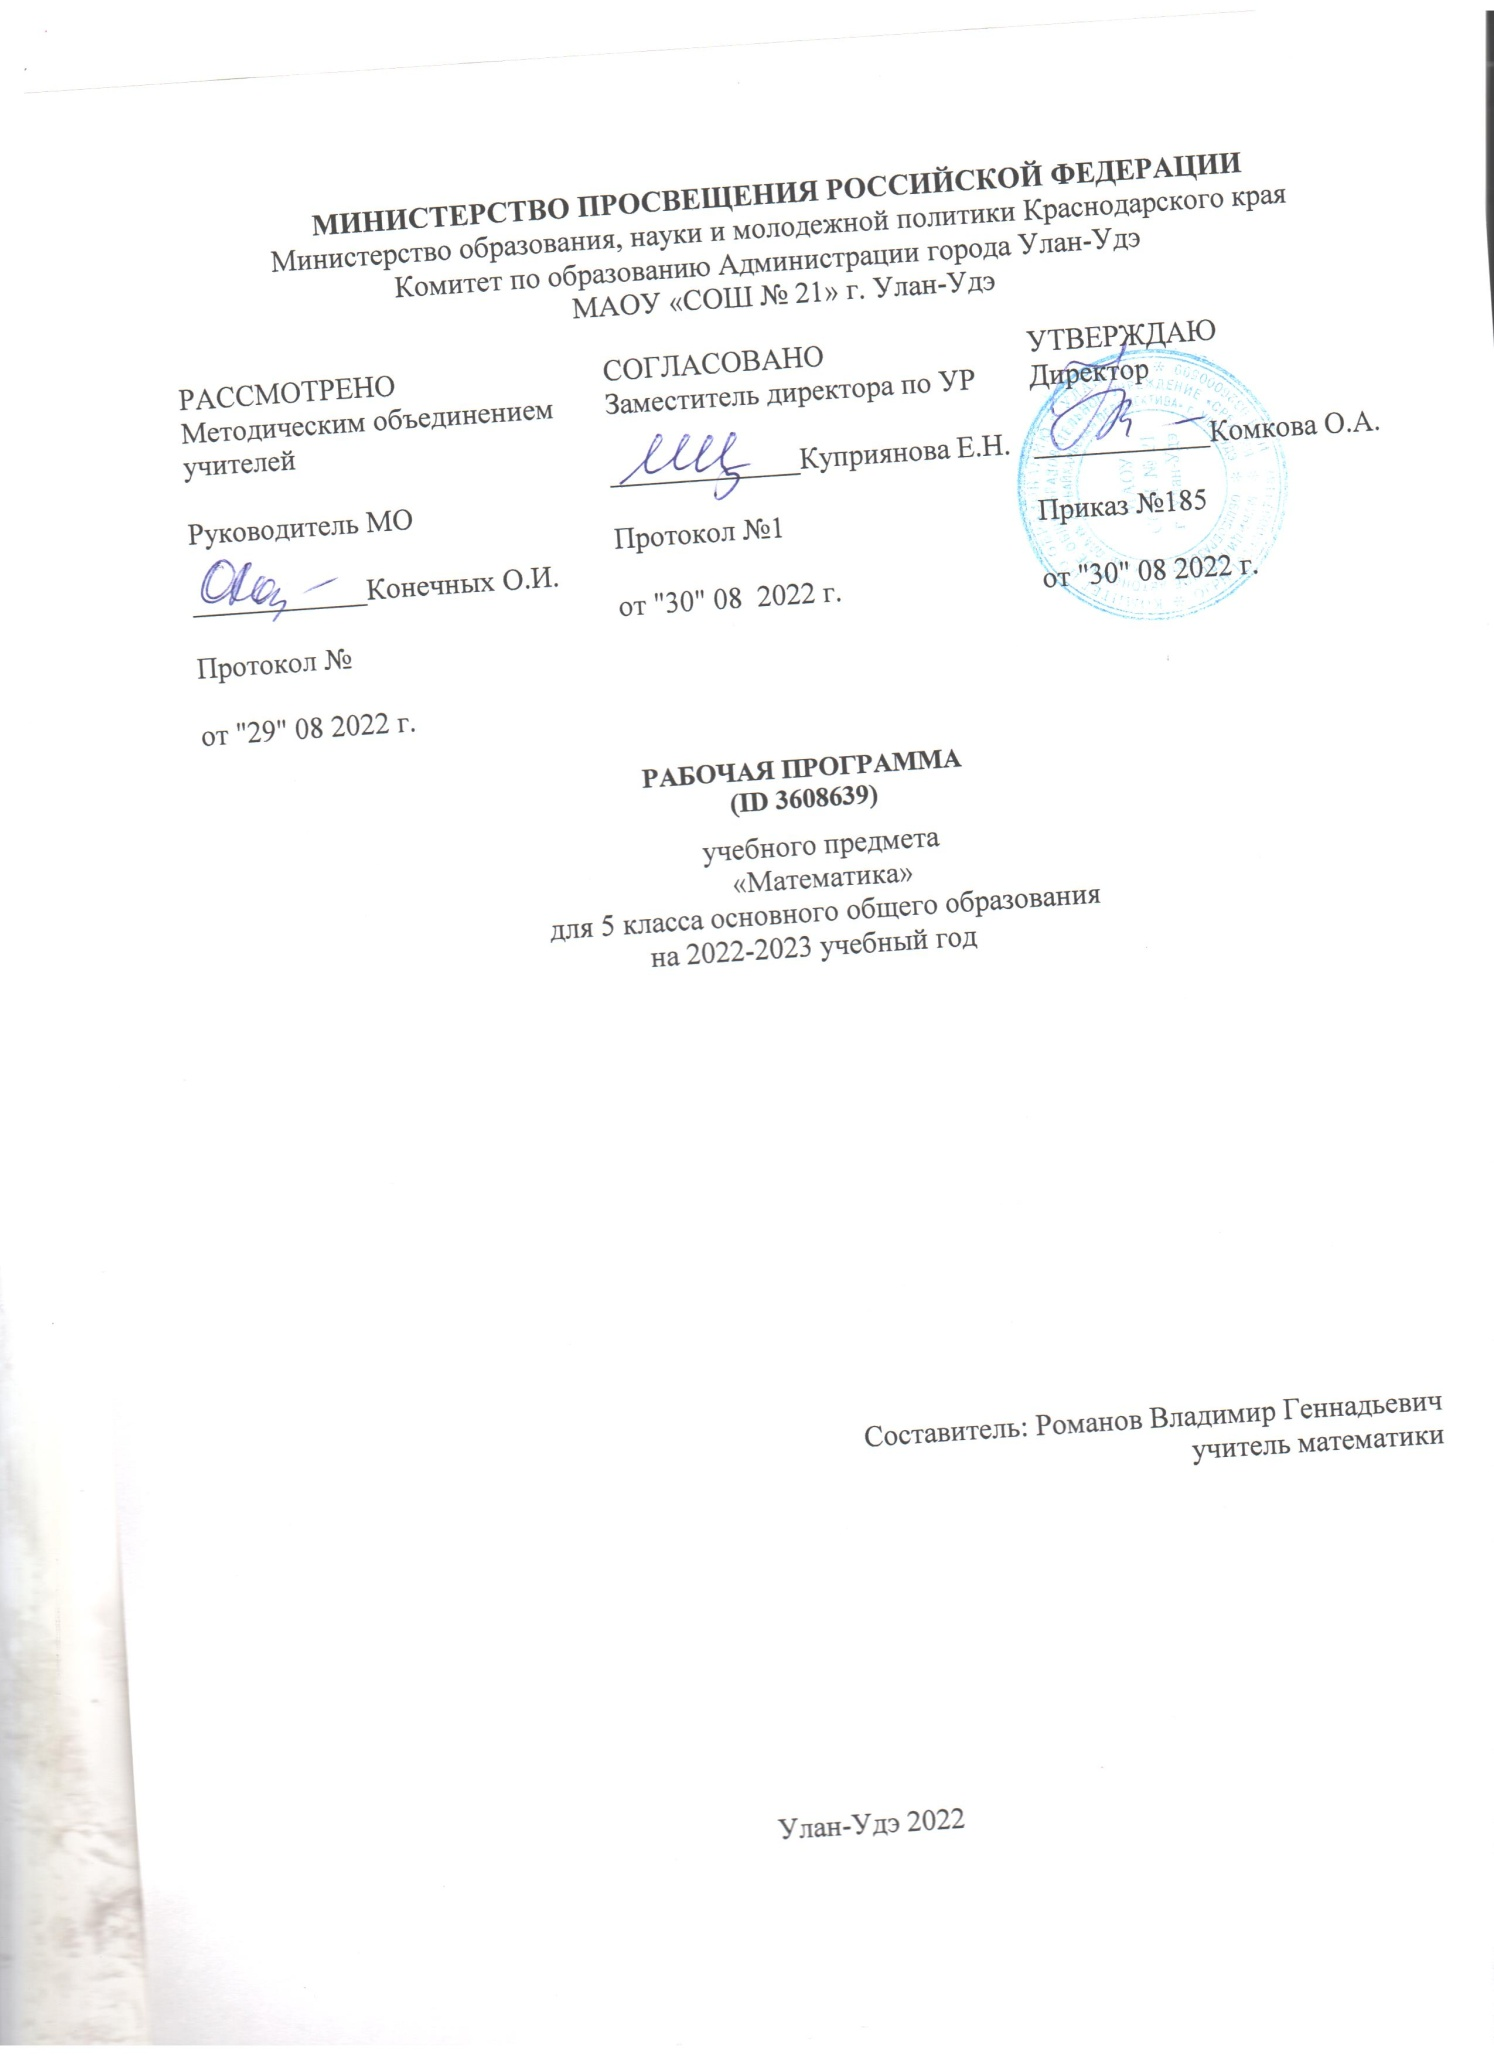 МИНИСТЕРСТВО ПРОСВЕЩЕНИЯ РОССИЙСКОЙ ФЕДЕРАЦИИ
Министерство образования, науки и молодежной политики Краснодарского края
Комитет по образованию Администрации города Улан-Удэ
МАОУ «СОШ № 21» г. Улан-Удэ
РАССМОТРЕНО
Методическим объединением
учителей
Руководитель МО
____________Конечных О.И.
Протокол №
от "29" 08 2022 г.
СОГЛАСОВАНО
Заместитель директора по УР
_____________Куприянова Е.Н.
Протокол №1
от "30" 08 2022 г.
УТВЕРЖДАЮ
Директор
____________Комкова О.А.
Приказ №185
от "30" 08 2022 г.
РАБОЧАЯ ПРОГРАММА
(ID 3608639)
учебного предмета
«Математика»
для 5 класса основного общего образования
на 2022-2023 учебный год
Составитель: Романов Владимир Геннадьевич
учитель математики
Улан-Удэ 2022